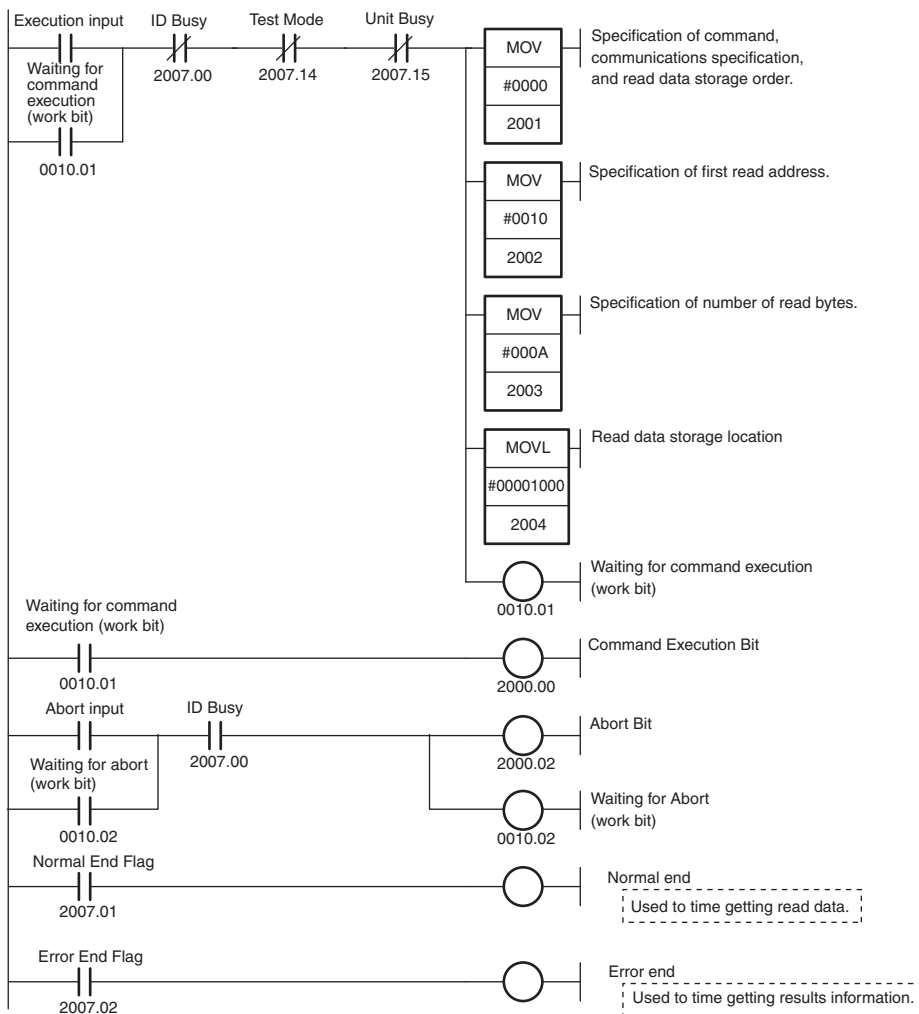 Execution input
ID Busy
Test Mode
Unit Busy
2007.00
2007.14
2007.15
Waiting for
command
execution
(work bit)
0010.01
MOV
#0000
2001
Specification of command,
communications specification,
and read data storage order.
MOV
#0010
2002
Specification of first read address.
MOV
#000A
2003
Specification of number of read bytes.
MOVL
#00001000
2004
Read data storage location
0010.01
Waiting for command execution
(work bit)
Waiting for command
execution (work bit)
0010.01
2000.00
Command Execution Bit
Abort input
ID Busy
2007.00
2000.02
Abort Bit
Waiting for abort
(work bit)
0010.02
0010.02
Waiting for Abort
(work bit)
Normal End Flag
2007.01
Normal end
Used to time getting read data.
Error End Flag
2007.02
Error end
Used to time getting results information.